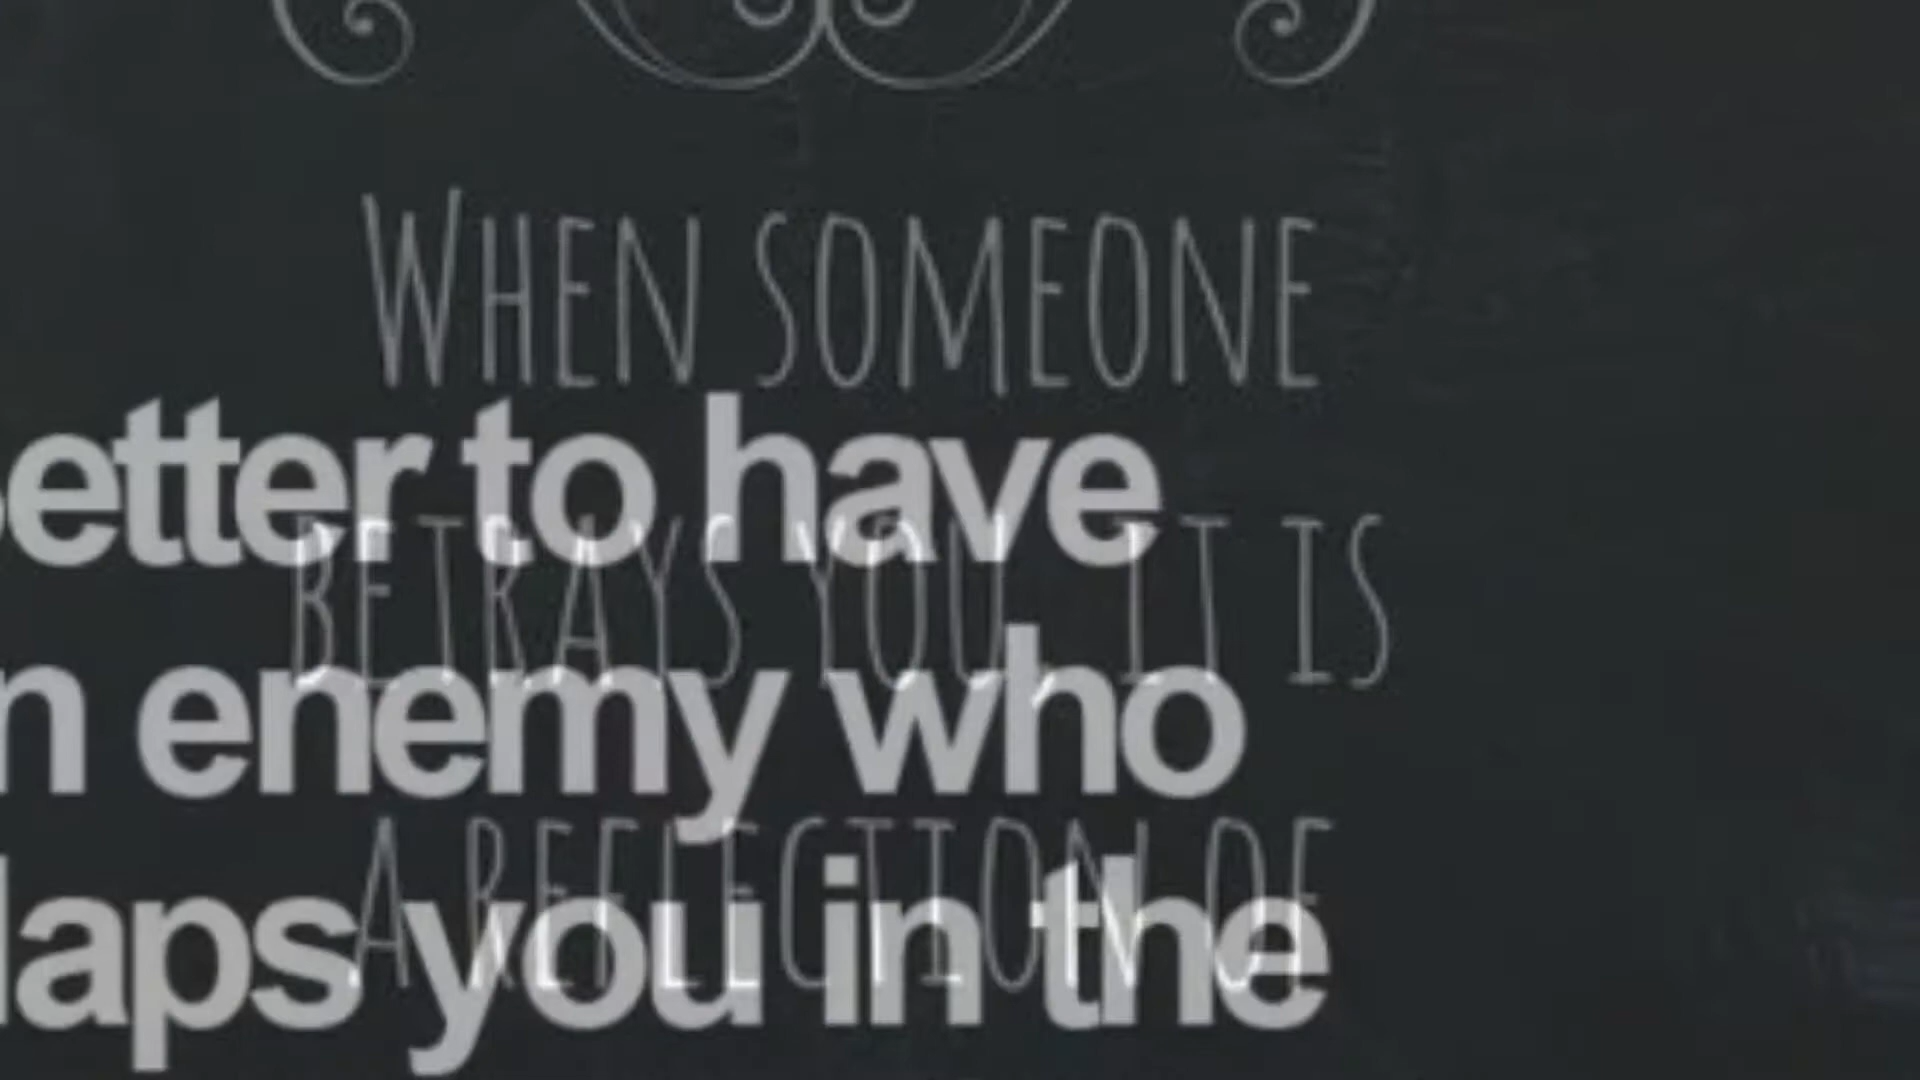 WHEN SOMEONE
etter to have
BETRAYS YOU, IT IS
n enemy who
A REFLECTION OF
laps you in the